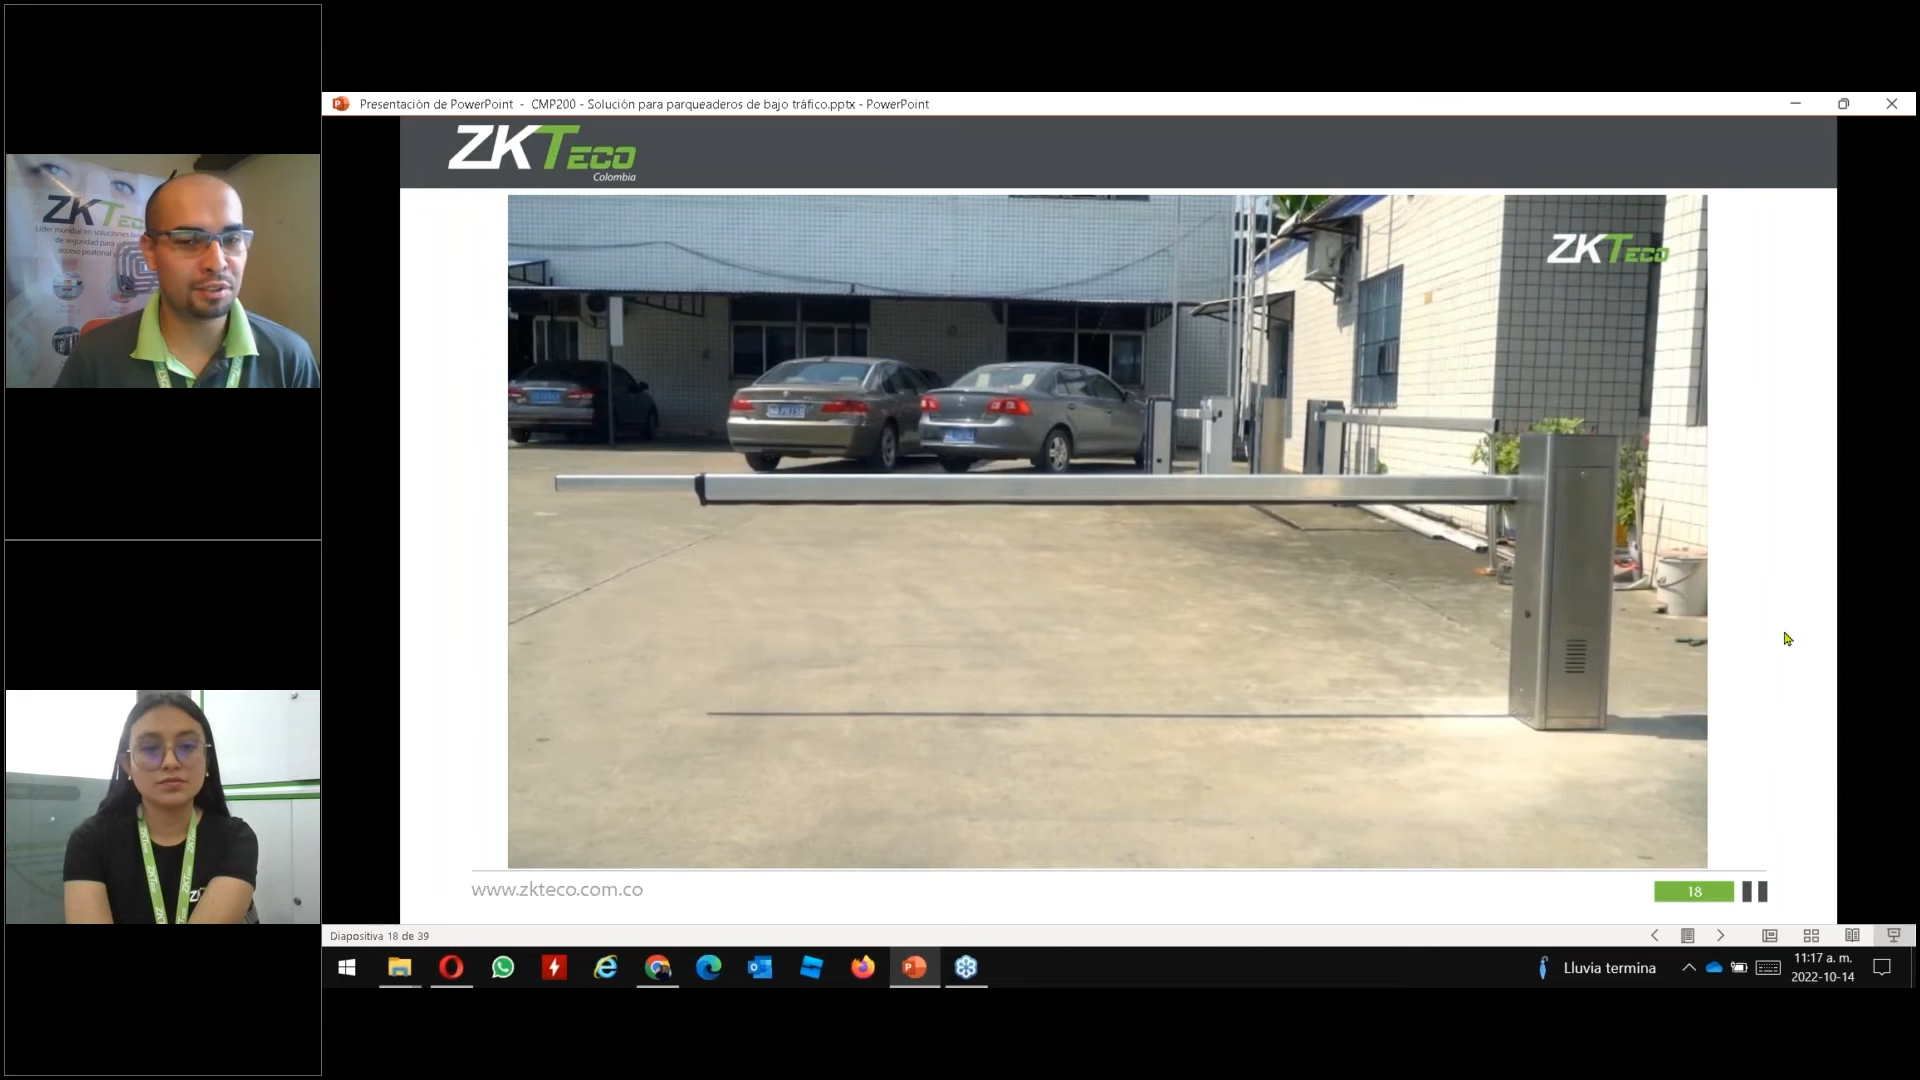 Presentación de PowerPoint - CMP200 - Solución para parqueaderos de bajo tráfico.pptx - PowerPoint
ZKTECO
Colombia
ZKTECO
ZKTeco
Líder mundial en soluciones
de seguridad para
acceso peatonal y
www.zkteco.com.co
18
Diapositiva 18 de 39
Lluvia termina
11:17 a. m.
2022-10-14